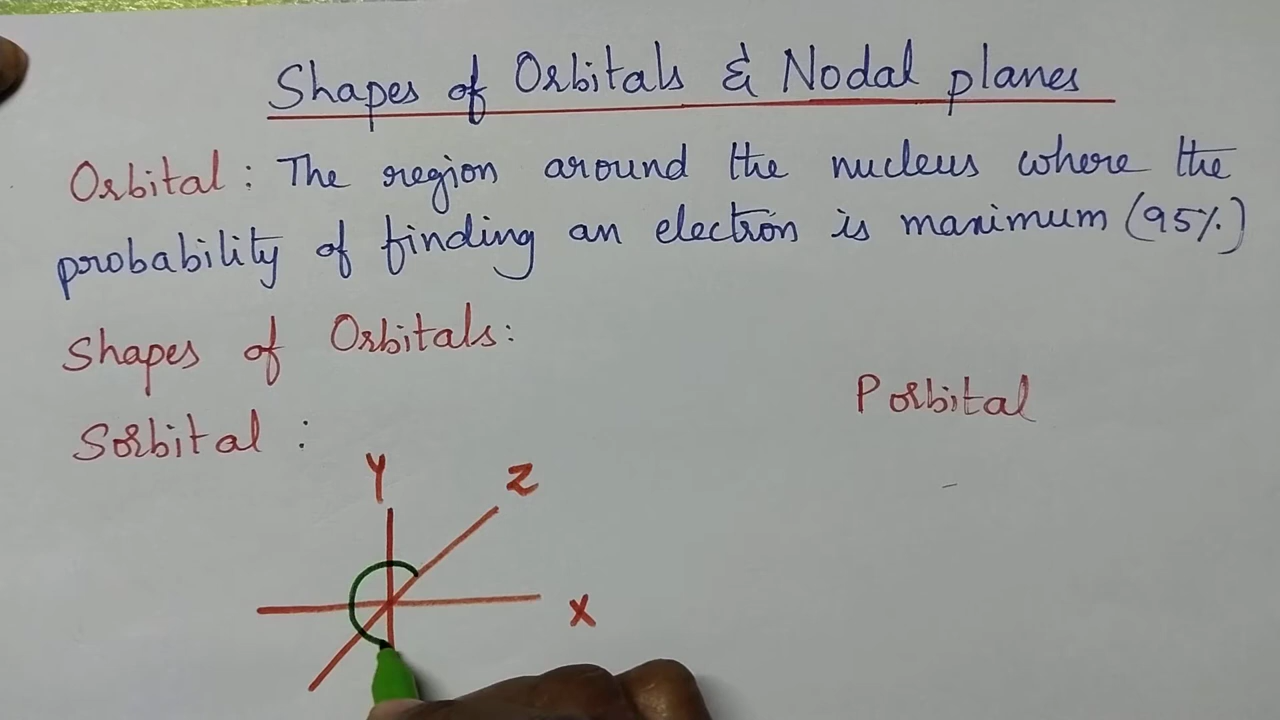 Shapes of Orbitals & Nodal planes
Orbital : The region around the nucleus where the
probability of finding an electron is maximum (95%)
Shapes of Orbitals:
P orbital
S orbital :
Y
Z
X